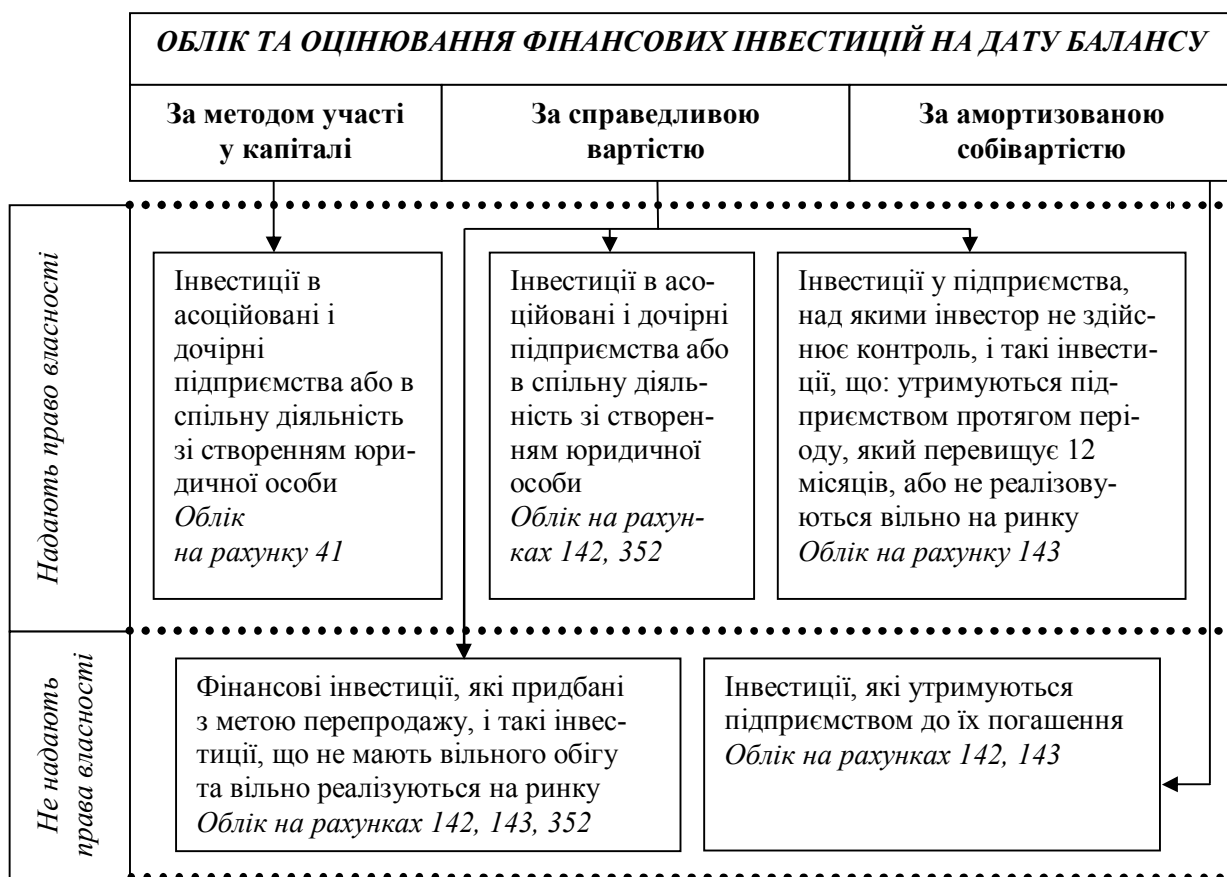 ОБЛІК ТА ОЦІНЮВАННЯ ФІНАНСОВИХ ІНВЕСТИЦІЙ НА ДАТУ БАЛАНСУ
За методом участі
у капіталі
За справедливою
вартістю
За амортизованою
собівартістю
Надають право власності
Інвестиції в
асоційовані і
дочірні
підприємства або в
спільну діяльність
зі створенням юри-
дичної особи
Облік
на рахунку 41
Інвестиції в асо-
ційовані і дочірні
підприємства або
в спільну діяль-
ність зі створен-
ням юридичної
особи
Облік на рахун-
ках 142, 352
Інвестиції у підприємства,
над якими інвестор не здійс-
нює контроль, і такі інвести-
ції, що: утримуються під-
приємством протягом пері-
оду, який перевищує 12
місяців, або не реалізову-
ються вільно на ринку
Облік на рахунку 143
Не надають
права власності
Фінансові інвестиції, які придбані
з метою перепродажу, і такі інвес-
тиції, що не мають вільного обігу
та вільно реалізуються на ринку
Облік на рахунках 142, 143, 352
Інвестиції, які утримуються
підприємством до їх погашення
Облік на рахунках 142, 143